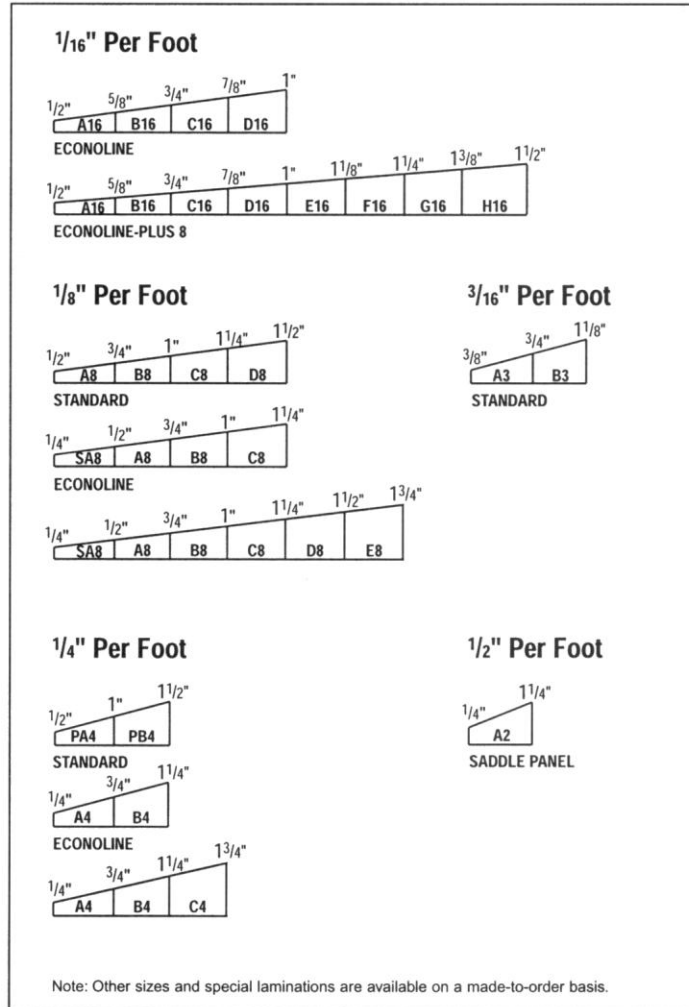 1/16" Per Foot
1/2" 5/8" 3/4" 7/8" 1"
A16 B16 C16 D16
ECONOLINE
1/2" 5/8" 3/4" 7/8" 1" 1 1/8" 1 1/4" 1 3/8" 1 1/2"
A16 B16 C16 D16 E16 F16 G16 H16
ECONOLINE-PLUS 8
1/8" Per Foot
1/2" 3/4" 1" 1 1/4" 1 1/2"
A8 B8 C8 D8
STANDARD
1/4" 1/2" 3/4" 1" 1 1/4"
SA8 A8 B8 C8
ECONOLINE
1/4" 1/2" 3/4" 1" 1 1/4" 1 1/2" 1 3/4"
SA8 A8 B8 C8 D8 E8
3/16" Per Foot
3/8" 3/4" 1 1/8"
A3 B3
STANDARD
1/4" Per Foot
1/2" 1" 1 1/2"
PA4 PB4
STANDARD
1/4" 3/4" 1 1/4"
A4 B4
ECONOLINE
1/4" 3/4" 1 1/4" 1 3/4"
A4 B4 C4
1/2" Per Foot
1/4" 1 1/4"
A2
SADDLE PANEL
Note: Other sizes and special laminations are available on a made-to-order basis.